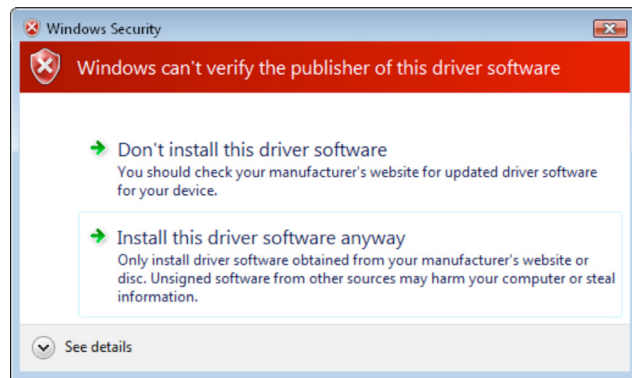 Windows Security
Windows can't verify the publisher of this driver software
Don't install this driver software
You should check your manufacturer's website for updated driver software
for your device.
Install this driver software anyway
Only install driver software obtained from your manufacturer's website or
disc. Unsigned software from other sources may harm your computer or steal
information.
See details